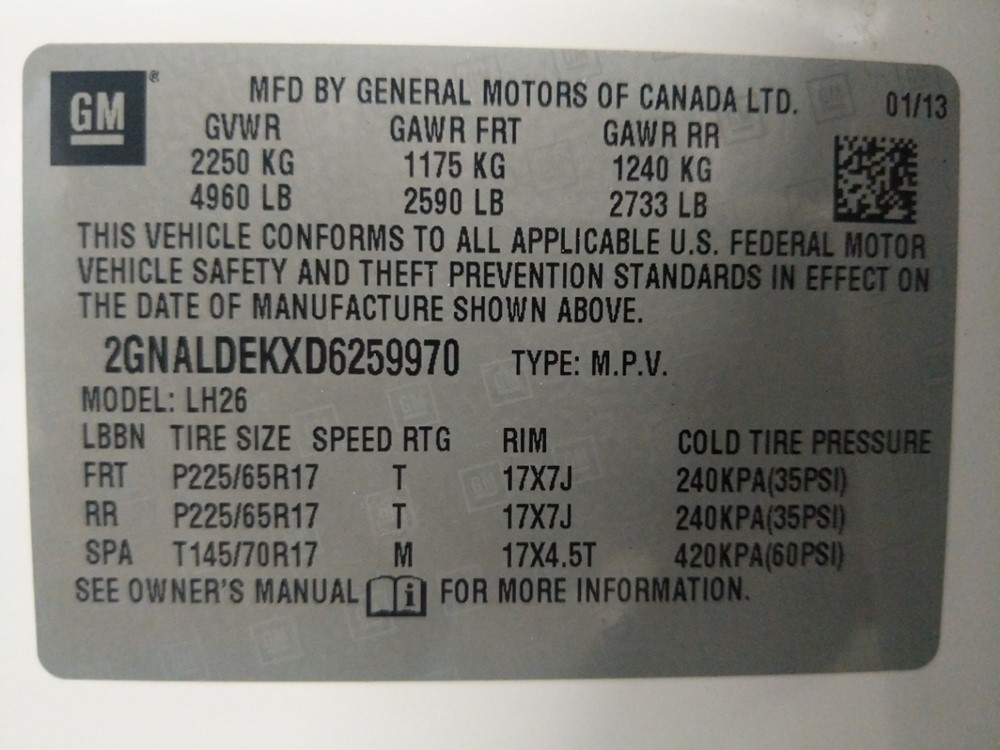 GM ® MFD BY GENERAL MOTORS OF CANADA LTD. 01/13
GVWR GAWR FRT GAWR RR
2250 KG 1175 KG 1240 KG
4960 LB 2590 LB 2733 LB
THIS VEHICLE CONFORMS TO ALL APPLICABLE U.S. FEDERAL MOTOR
VEHICLE SAFETY AND THEFT PREVENTION STANDARDS IN EFFECT ON
THE DATE OF MANUFACTURE SHOWN ABOVE.
2GNALDEKXD6259970 TYPE: M.P.V.
MODEL: LH26
LBBN TIRE SIZE SPEED RTG RIM COLD TIRE PRESSURE
FRT P225/65R17 T 17X7J 240KPA(35PSI)
RR P225/65R17 T 17X7J 240KPA(35PSI)
SPA T145/70R17 M 17X4.5T 420KPA(60PSI)
SEE OWNER'S MANUAL i FOR MORE INFORMATION.